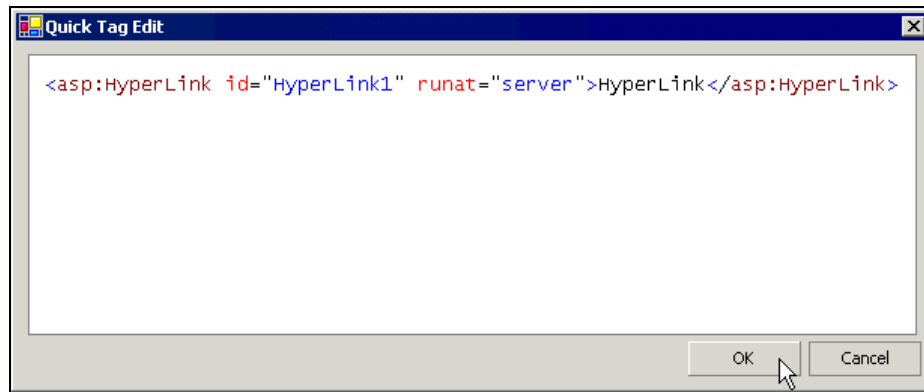 Quick Tag Edit
<asp:HyperLink id="HyperLink1" runat="server">HyperLink</asp:HyperLink>
OK Cancel